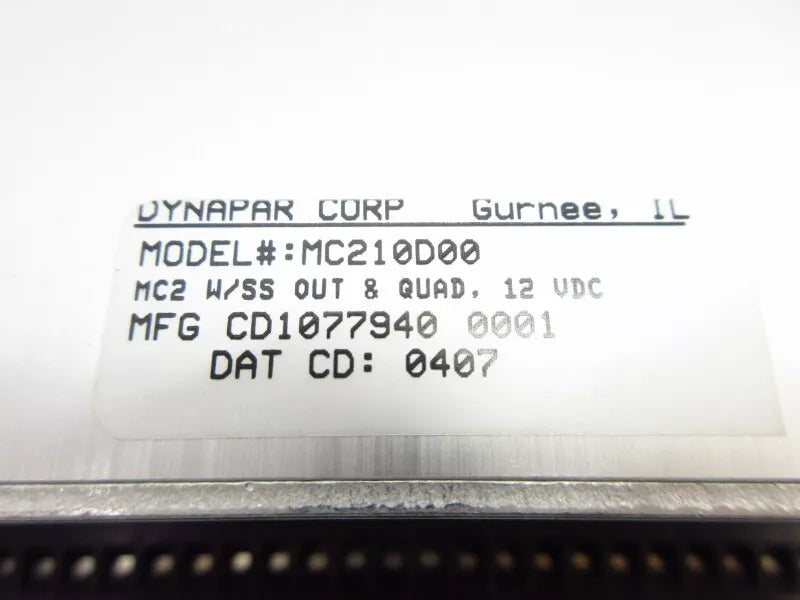 DYNAPAR CORP Gurnee, IL
MODEL#:MC210D00
MC2 W/SS OUT & QUAD, 12 VDC
MFG CD1077940 0001
DAT CD: 0407